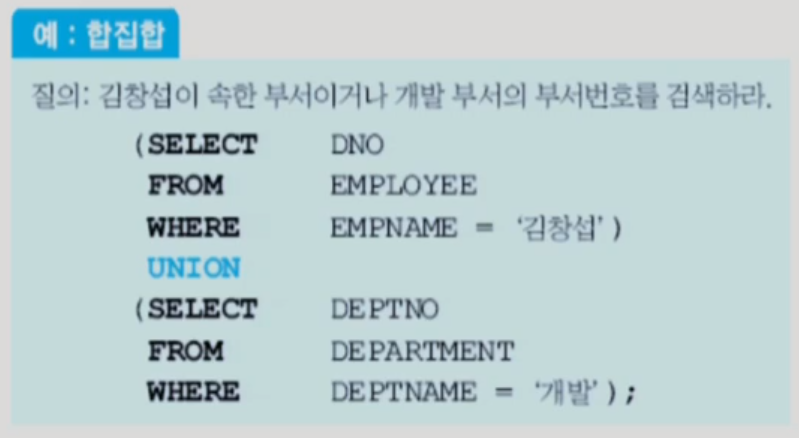 예 : 합집합
질의: 김창섭이 속한 부서이거나 개발 부서의 부서번호를 검색하라.
(SELECT DNO
FROM EMPLOYEE
WHERE EMPNAME = ‘김창섭’)
UNION
(SELECT DEPTNO
FROM DEPARTMENT
WHERE DEPTNAME = ‘개발’);